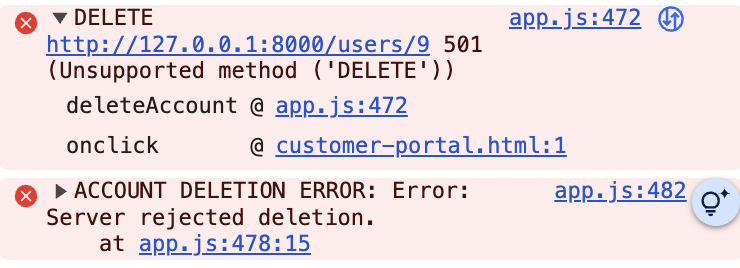 ▼ DELETE app.js:472
http://127.0.0.1:8000/users/9 501
(Unsupported method ('DELETE'))
deleteAccount @ app.js:472
onclick @ customer-portal.html:1
▶ ACCOUNT DELETION ERROR: Error: app.js:482
Server rejected deletion.
at app.js:478:15